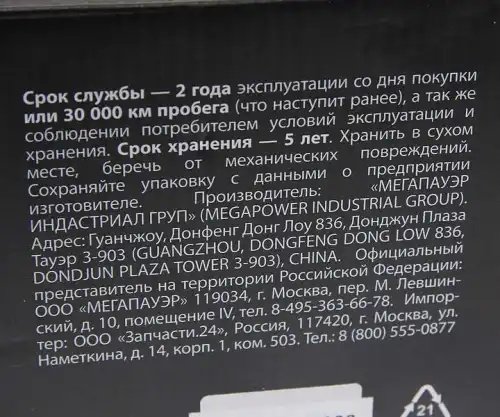 Срок службы — 2 года эксплуатации со дня покупки
или 30 000 км пробега (что наступит ранее), а так же
соблюдении потребителем условий эксплуатации и
хранения. Срок хранения — 5 лет. Хранить в сухом
месте, беречь от механических повреждений.
Сохраняйте упаковку с данными о предприятии
изготовителе. Производитель: «МЕГАПАУЭР
ИНДАСТРИАЛ ГРУП» (MEGAPOWER INDUSTRIAL GROUP).
Адрес: Гуанчжоу, Донфенг Донг Лоу 836, Донджун Плаза
Тауэр 3-903 (GUANGZHOU, DONGFENG DONG LOW 836,
DONDJUN PLAZA TOWER 3-903), CHINA. Официальный
представитель на территории Российской Федерации:
ООО «МЕГАПАУЭР» 119034, г. Москва, пер. М. Левшин-
ский, д. 10, помещение IV, тел. 8-495-363-66-78. Импор-
тер: ООО «Запчасти.24», Россия, 117420, г. Москва, ул.
Наметкина, д. 14, корп. 1, ком. 503. Тел.: 8 (800) 555-0877
21